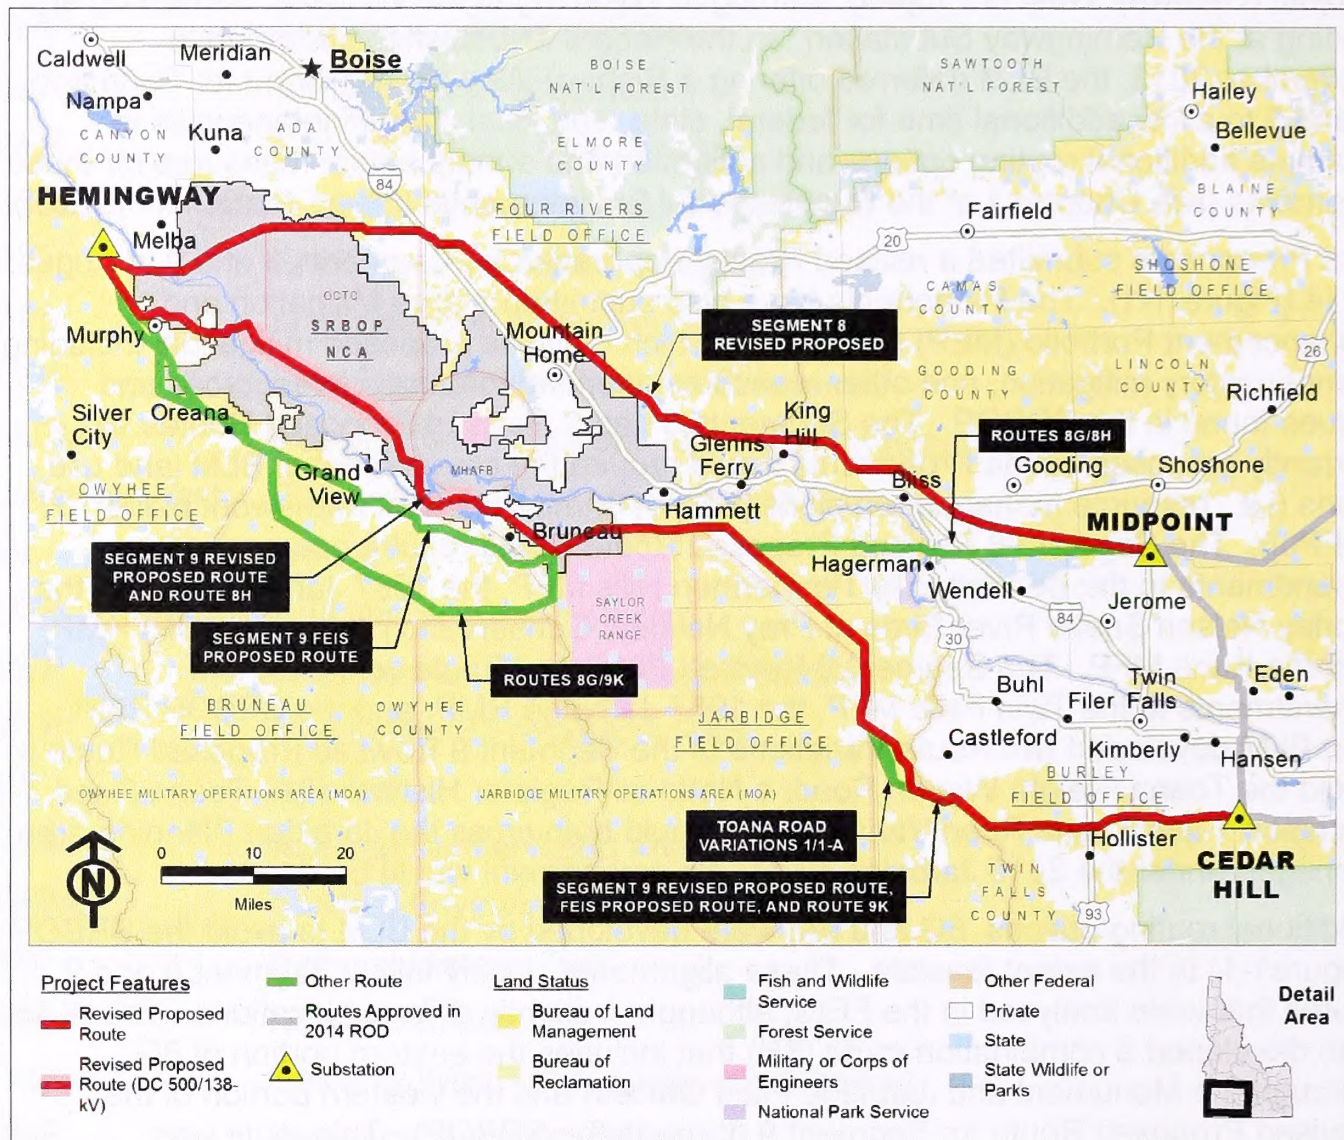 Caldwell
Meridian
Boise
BOISE
NAT'L FOREST
SAWTOOTH
NAT'L FOREST
Hailey
Bellevue
Nampa
Kuna
CANYON
COUNTY
ADA
COUNTY
84
ELMORE
COUNTY
BLAINE
COUNTY
HEMINGWAY
Melba
FOUR RIVERS
FIELD OFFICE
Fairfield
20
SHOSHONE
FIELD OFFICE
CAMAS
COUNTY
OCTC
SRBOP
NCA
Murphy
Mountain
Home
SEGMENT 8
REVISED PROPOSED
26
GOODING
COUNTY
LINCOLN
COUNTY
Richfield
Silver
City
Oreana
King
Hill
Glenns
Ferry
ROUTES 8G/8H
Gooding
Shoshone
Grand
View
MHAFB
Bliss
OWYHEE
FIELD OFFICE
Hammett
MIDPOINT
Bruneau
SEGMENT 9 REVISED
PROPOSED ROUTE
AND ROUTE 8H
Hagerman
Wendell
SAYLOR
CREEK
RANGE
84
Jerome
SEGMENT 9 FEIS
PROPOSED ROUTE
30
ROUTES 8G/9K
Eden
Twin
Falls
Buhl
Filer
BRUNEAU
FIELD OFFICE
OWYHEE
COUNTY
JARBIDGE
FIELD OFFICE
Castleford
Kimberly
Hansen
BURLEY
FIELD OFFICE
OWYHEE MILITARY OPERATIONS AREA (MOA)
JARBIDGE MILITARY OPERATIONS AREA (MOA)
TOANA ROAD
VARIATIONS 1/1-A
Hollister
CEDAR
HILL
N
0 10 20
Miles
SEGMENT 9 REVISED PROPOSED ROUTE,
FEIS PROPOSED ROUTE, AND ROUTE 9K
TWIN
FALLS
COUNTY
93
Project Features
Revised Proposed
Route
Revised Proposed
Route (DC 500/138-
kV)
Other Route
Routes Approved in
2014 ROD
Substation
Land Status
Bureau of Land
Management
Bureau of
Reclamation
Fish and Wildlife
Service
Forest Service
Military or Corps of
Engineers
National Park Service
Other Federal
Private
State
State Wildlife or
Parks
Detail
Area